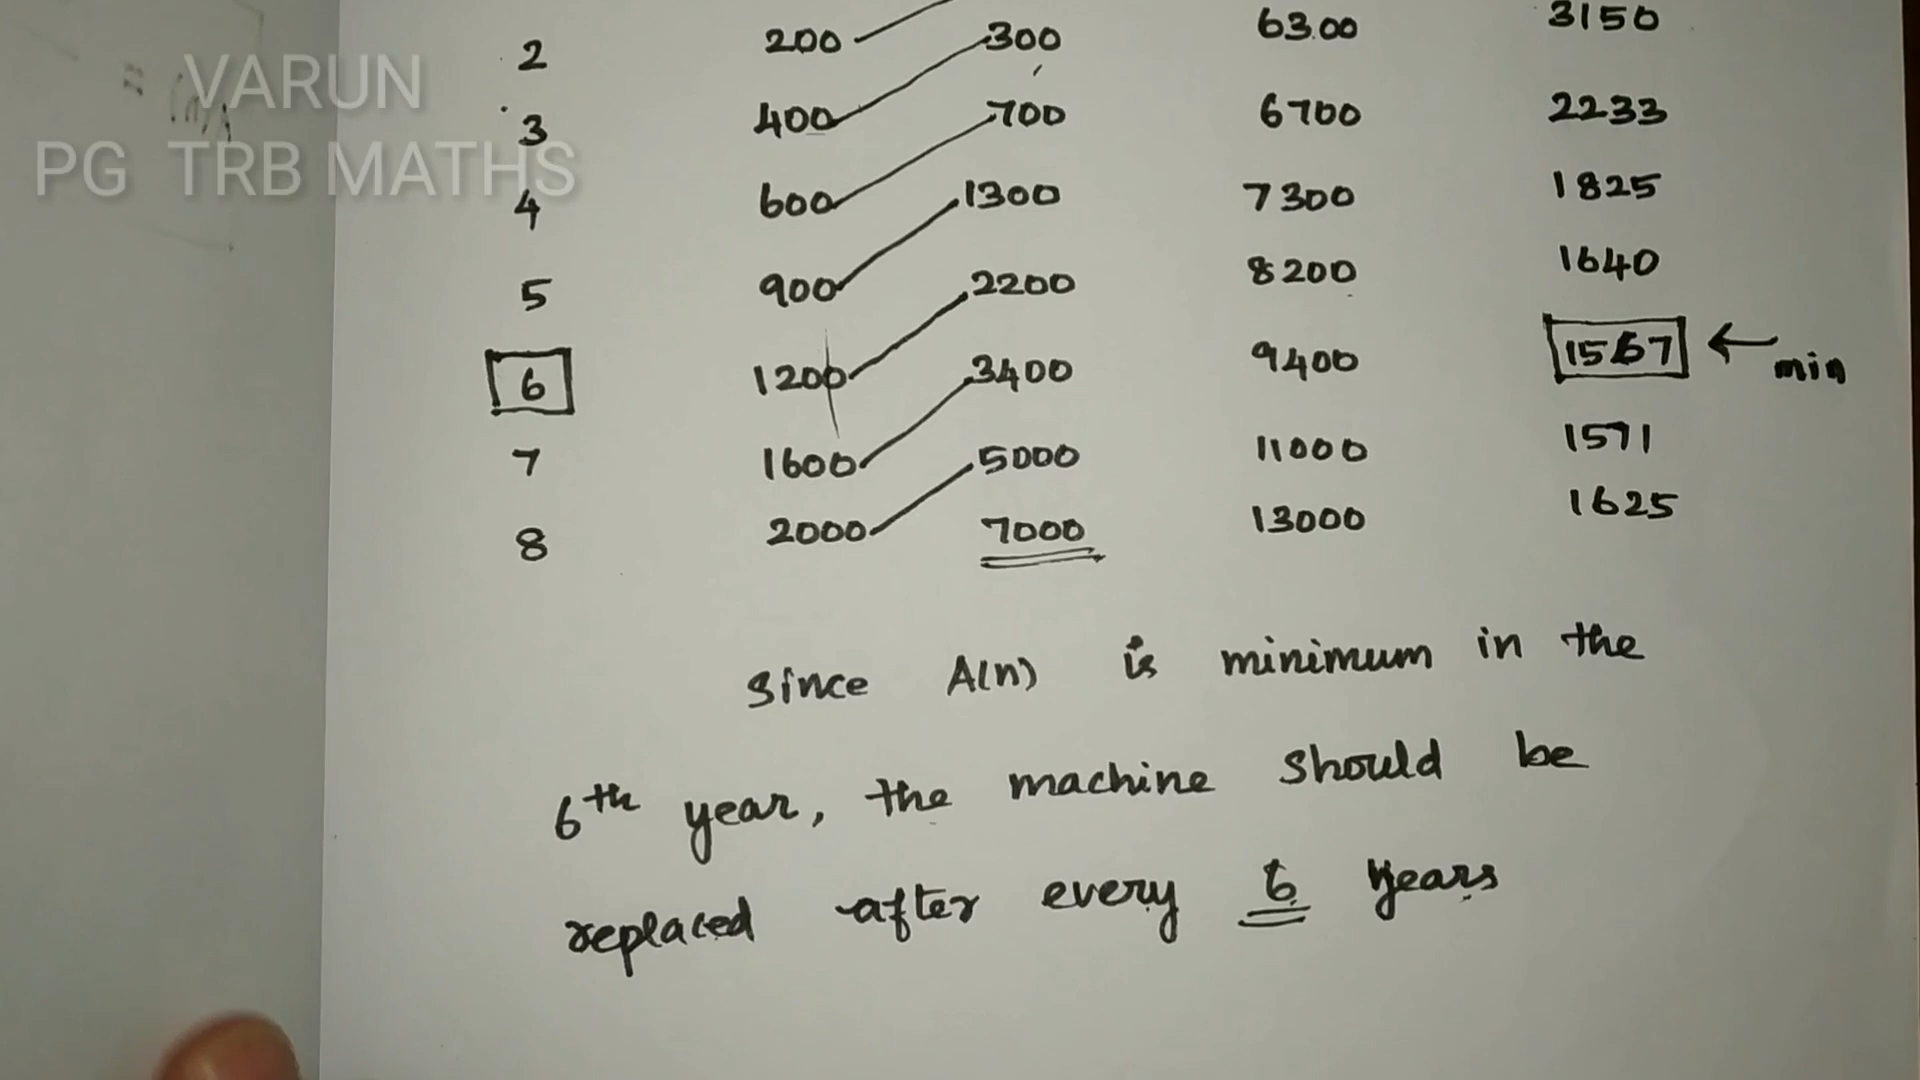 VARUN
PG TRB MATHS
2 200 300 6300 3150
3 400 700 6700 2233
4 600 1300 7300 1825
5 900 2200 8200 1640
6 1200 3400 9400 1567 ← min
7 1600 5000 11000 1571
8 2000 7000 13000 1625
Since A(n) is minimum in the
6th year, the machine should be
replaced after every 6 years